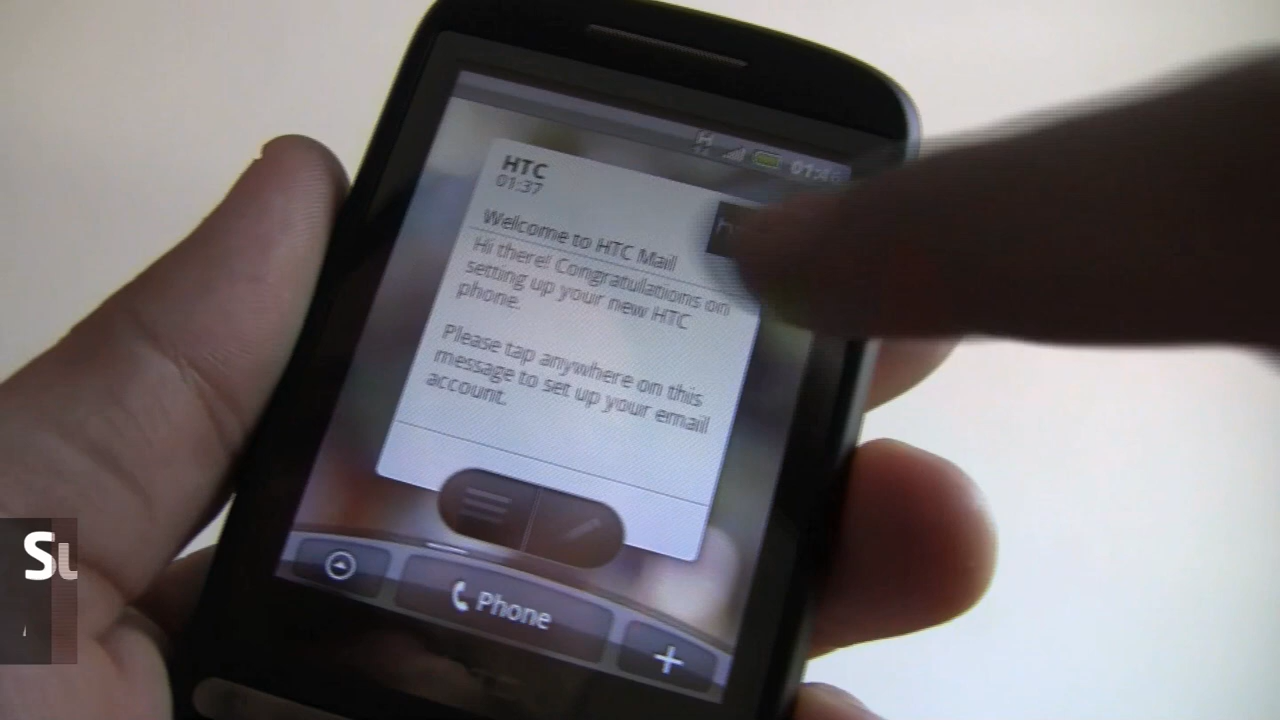 HTC
01:37
Welcome to HTC Mail
Hi there! Congratulations on
setting up your new HTC
phone.
Please tap anywhere on this
message to set up your email
account.
Phone
Su